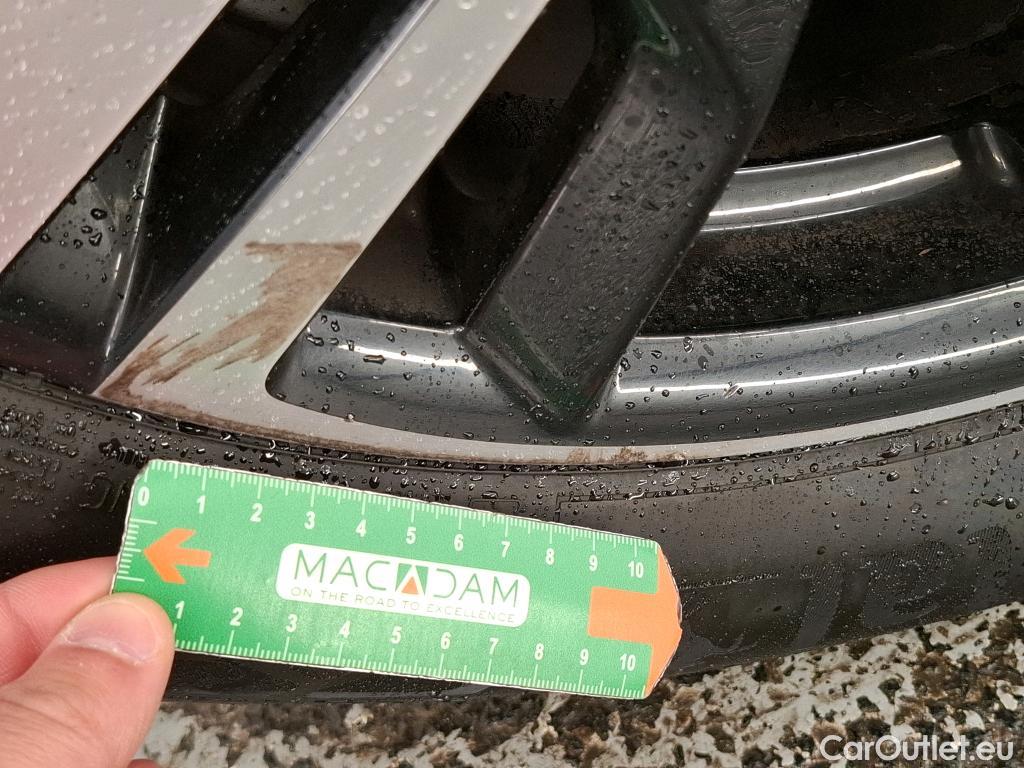 0 1 2 3 4 5 6 7 8 9 10
MACADAM
ON THE ROAD TO EXCELLENCE
1 2 3 4 5 6 7 8 9 10
CarOutlet.eu